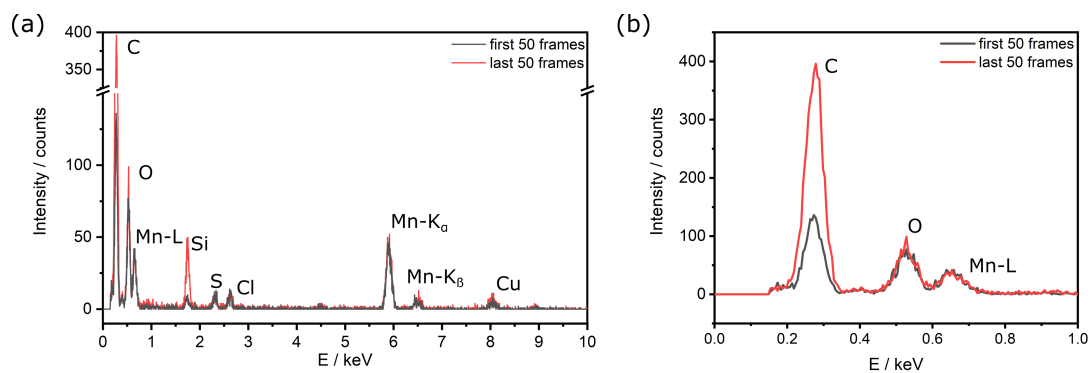 (a)
first 50 frames
last 50 frames
C
O
Mn-L
Si
S
Cl
Mn-Kα
Mn-Kβ
Cu
400
350
100
50
0
Intensity / counts
0 1 2 3 4 5 6 7 8 9 10
E / keV
(b)
first 50 frames
last 50 frames
C
O
Mn-L
400
300
200
100
0
Intensity / counts
0.0 0.2 0.4 0.6 0.8 1.0
E / keV